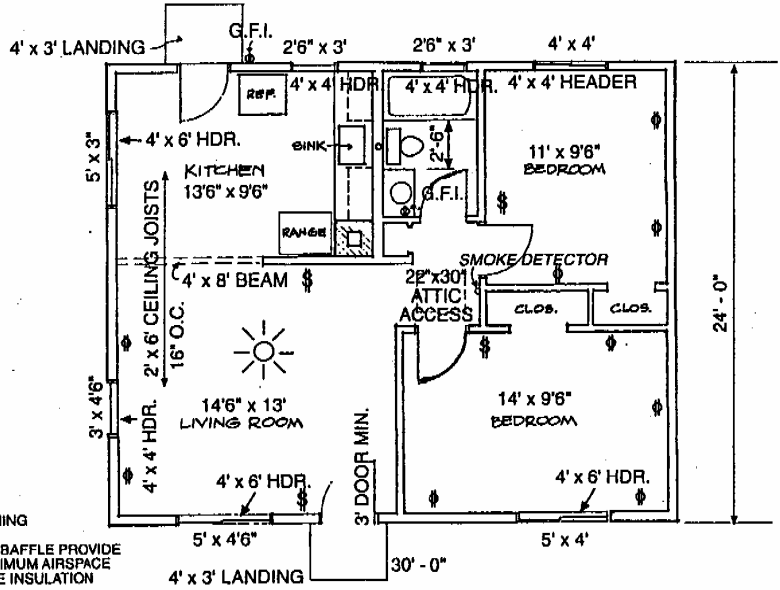 G.F.I.
4' x 3' LANDING
2'6" x 3'
2'6" x 3'
4' x 4'
4' x 4' HDR.
4' x 4' HDR.
4' x 4' HEADER
REF.
5' x 3"
4' x 6' HDR.
SINK
2'-6"
KITCHEN
13'6" x 9'6"
11' x 9'6"
BEDROOM
G.F.I.
RANGE
SMOKE DETECTOR
4' x 8' BEAM
22"x30"
ATTIC
ACCESS
CLOS.
CLOS.
2' x 6' CEILING JOISTS
16" O.C.
24' - 0"
3' x 4'6"
4' x 4' HDR.
14'6" x 13'
LIVING ROOM
14' x 9'6"
BEDROOM
3' DOOR MIN.
4' x 6' HDR.
4' x 6' HDR.
5' x 4'6"
5' x 4'
ING
BAFFLE PROVIDE
IMUM AIRSPACE
E INSULATION
4' x 3' LANDING
30' - 0"